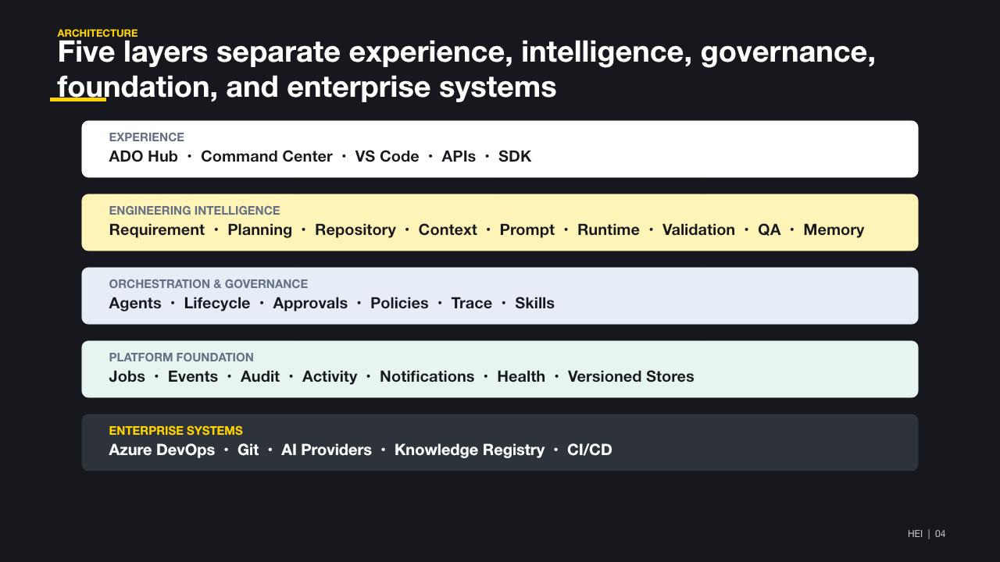 ARCHITECTURE
Five layers separate experience, intelligence, governance,
foundation, and enterprise systems
EXPERIENCE
ADO Hub · Command Center · VS Code · APIs · SDK
ENGINEERING INTELLIGENCE
Requirement · Planning · Repository · Context · Prompt · Runtime · Validation · QA · Memory
ORCHESTRATION & GOVERNANCE
Agents · Lifecycle · Approvals · Policies · Trace · Skills
PLATFORM FOUNDATION
Jobs · Events · Audit · Activity · Notifications · Health · Versioned Stores
ENTERPRISE SYSTEMS
Azure DevOps · Git · AI Providers · Knowledge Registry · CI/CD
HEI | 04